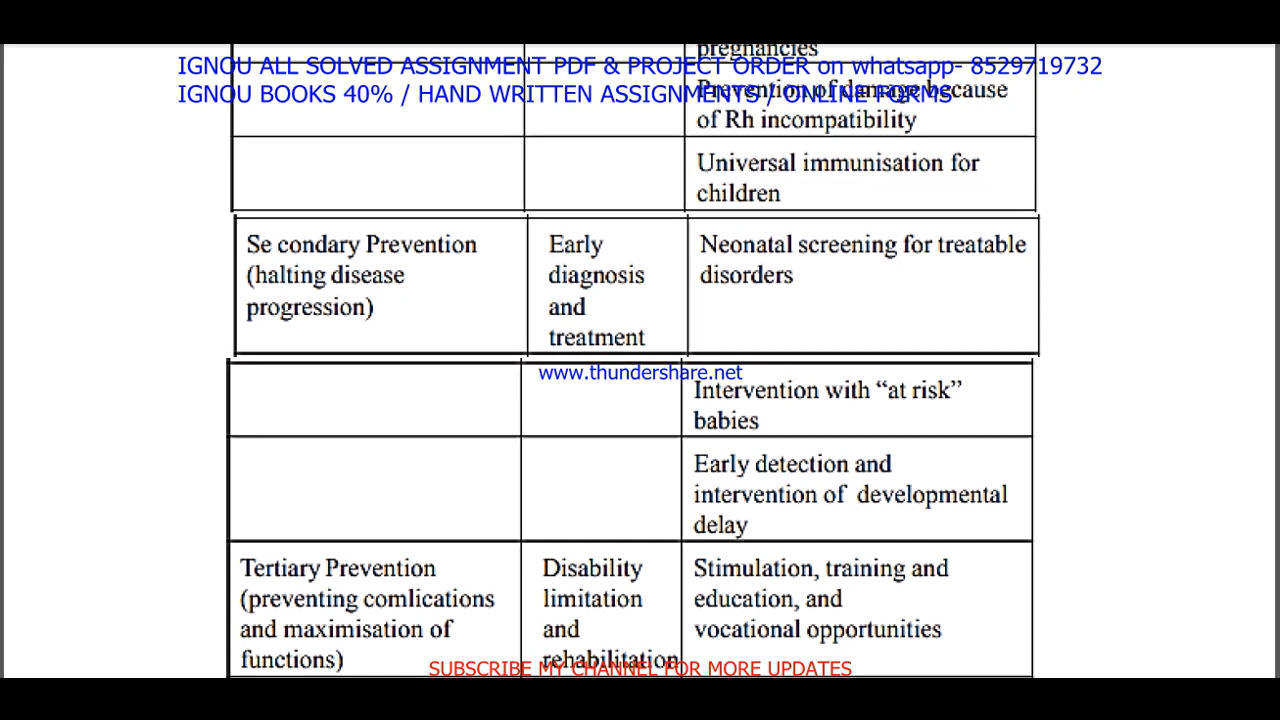 pregnancies
IGNOU ALL SOLVED ASSIGNMENT PDF & PROJECT ORDER on whatsapp- 8529719732
IGNOU BOOKS 40% / HAND WRITTEN ASSIGNMENTS / ONLINE FORMS
Prevention of damage because
of Rh incompatibility
Universal immunisation for
children
Se condary Prevention
(halting disease
progression)
Early
diagnosis
and
treatment
Neonatal screening for treatable
disorders
www.thundershare.net
Intervention with “at risk”
babies
Early detection and
intervention of developmental
delay
Tertiary Prevention
(preventing comlications
and maximisation of
functions)
Disability
limitation
and
rehabilitation
Stimulation, training and
education, and
vocational opportunities
SUBSCRIBE MY CHANNEL FOR MORE UPDATES